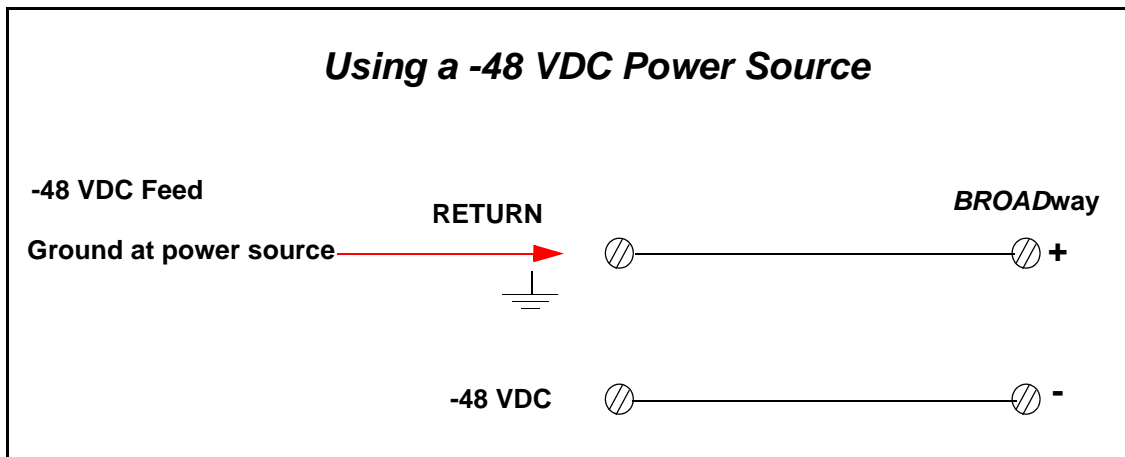 Using a -48 VDC Power Source
-48 VDC Feed
RETURN
BROADway
Ground at power source
+
-48 VDC
-